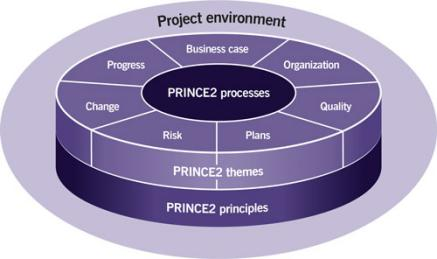 Project environment
Business case
Progress
Organization
PRINCE2 processes
Change
Quality
Risk
Plans
PRINCE2 themes
PRINCE2 principles